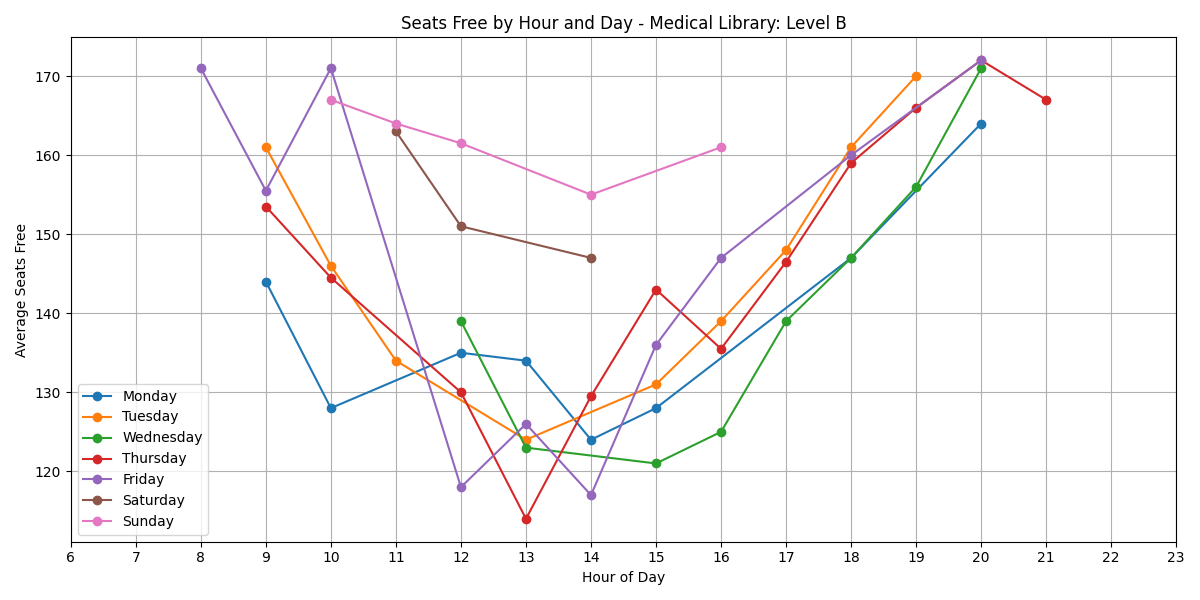 Seats Free by Hour and Day - Medical Library: Level B
Average Seats Free
170
160
150
140
130
120
Monday
Tuesday
Wednesday
Thursday
Friday
Saturday
Sunday
6 7 8 9 10 11 12 13 14 15 16 17 18 19 20 21 22 23
Hour of Day